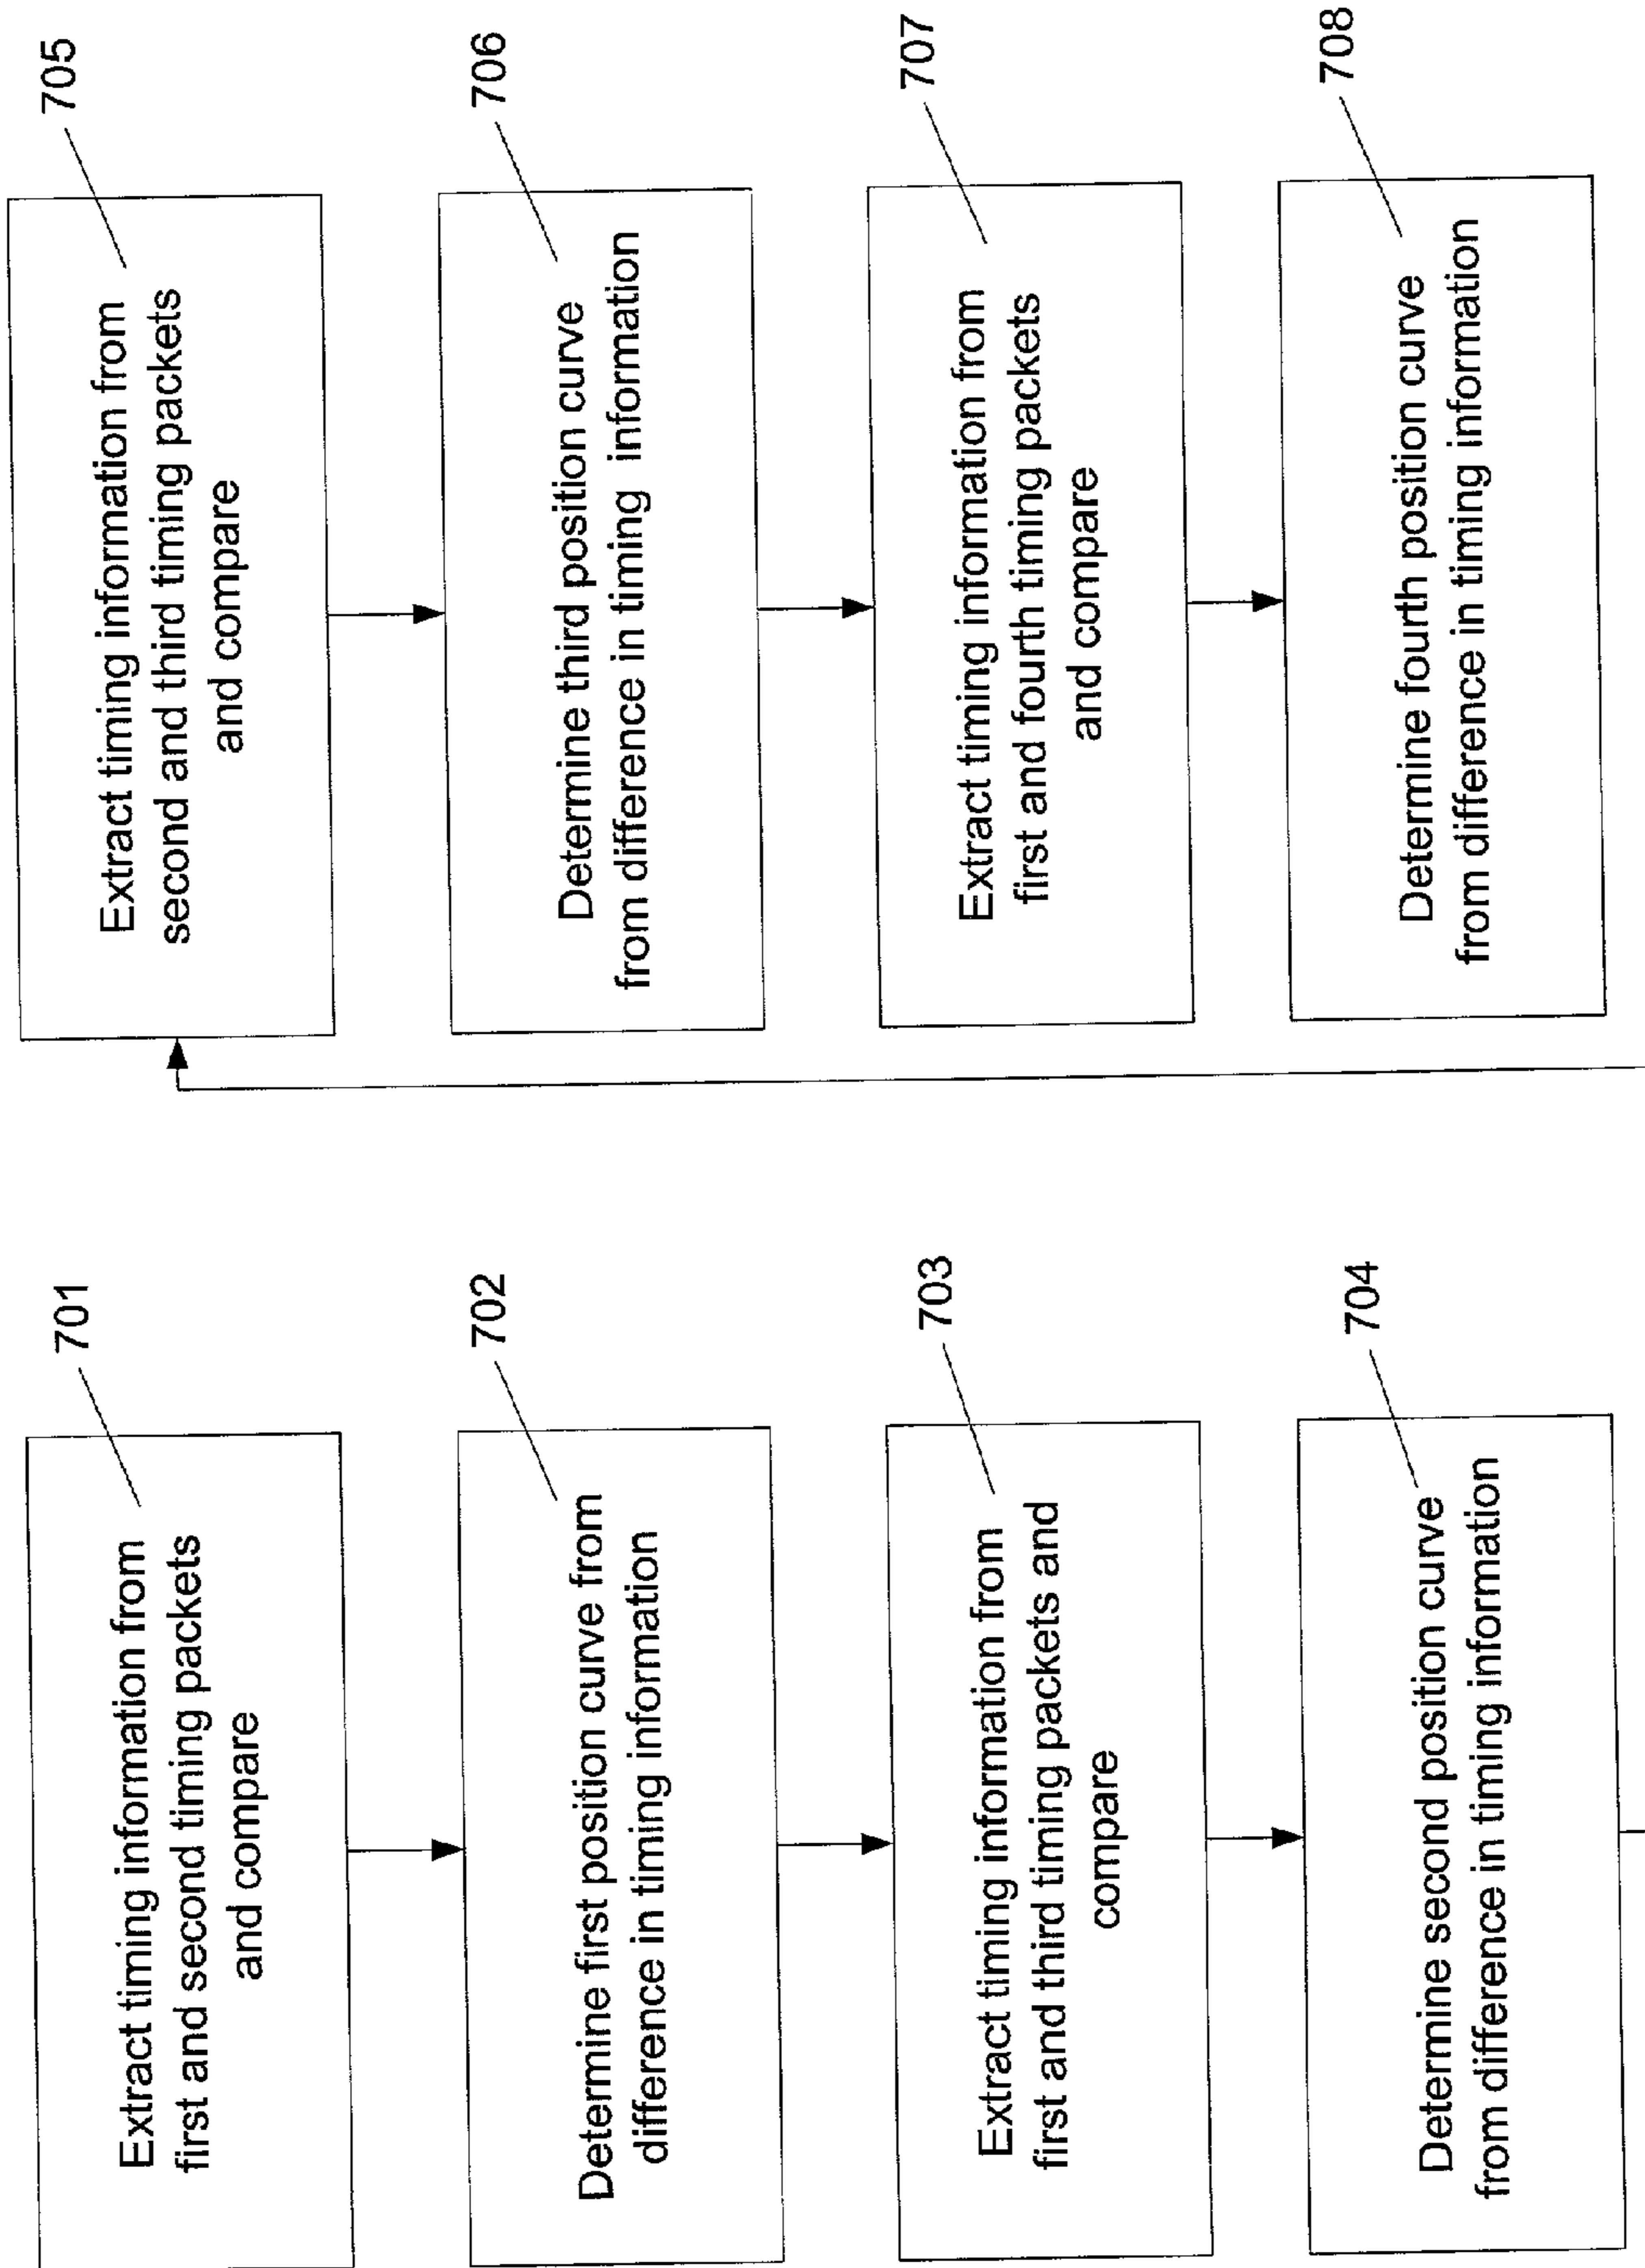 701
Extract timing information from
first and second timing packets
and compare
702
Determine first position curve from
difference in timing information
703
Extract timing information from
first and third timing packets and
compare
704
Determine second position curve
from difference in timing information
705
Extract timing information from
second and third timing packets
and compare
706
Determine third position curve
from difference in timing information
707
Extract timing information from
first and fourth timing packets
and compare
708
Determine fourth position curve
from difference in timing information